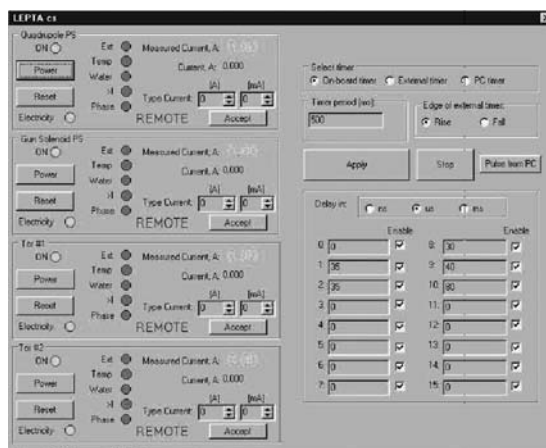 LEPTA cs
Quadrupole PS
ON Ext Measured Current, A:
Temp Current, A: 0.000
Power Water
>I [A] [mA]
Reset Type Current: 0 0
Phase
Electricity REMOTE Accept
Gun Solenoid PS
ON Ext Measured Current, A:
Temp Current, A: 0.000
Power Water
>I [A] [mA]
Reset Type Current: 0 0
Phase
Electricity REMOTE Accept
Tor #1
ON Ext Measured Current, A:
Temp Current, A: 0.000
Power Water
>I [A] [mA]
Reset Type Current: 0 0
Phase
Electricity REMOTE Accept
Tor #2
ON Ext Measured Current, A:
Temp Current, A: 0.000
Power Water
>I [A] [mA]
Reset Type Current: 0 0
Phase
Electricity REMOTE Accept
Select timer
On-board timer External timer PC timer
Timer period [ms]: Edge of external timer:
500 Rise Fall
Apply Stop Pulse from PC
Delay in: ns us ms
Enable Enable
0: 0 8: 30
1: 35 9: 40
2: 35 10: 80
3: 0 11: 0
4: 0 12: 0
5: 0 13: 0
6: 0 14: 0
7: 0 15: 0